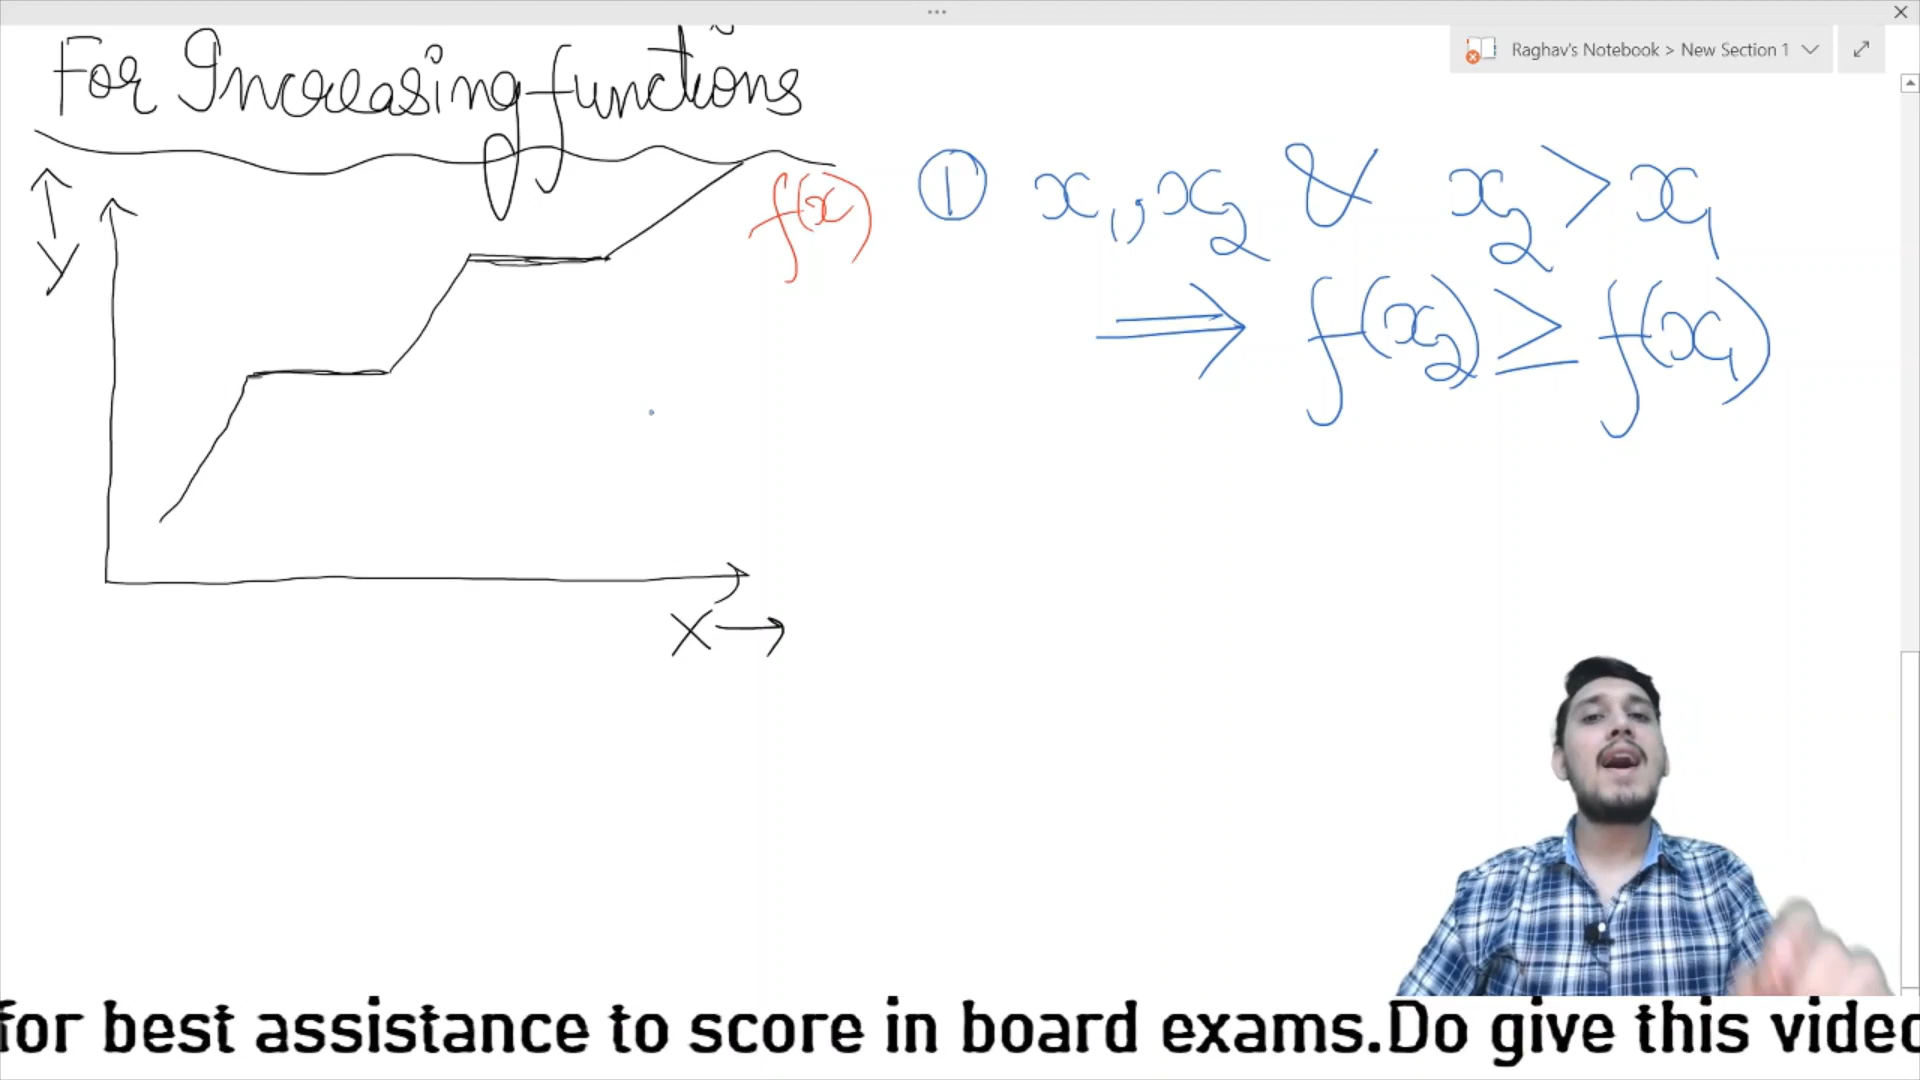 ...
Raghav's Notebook > New Section 1
For Increasing functions
y
f(x)
X →
① x₁, x₂ & x₂ > x₁
⇒ f(x₂) ≥ f(x₁)
for best assistance to score in board exams.Do give this video